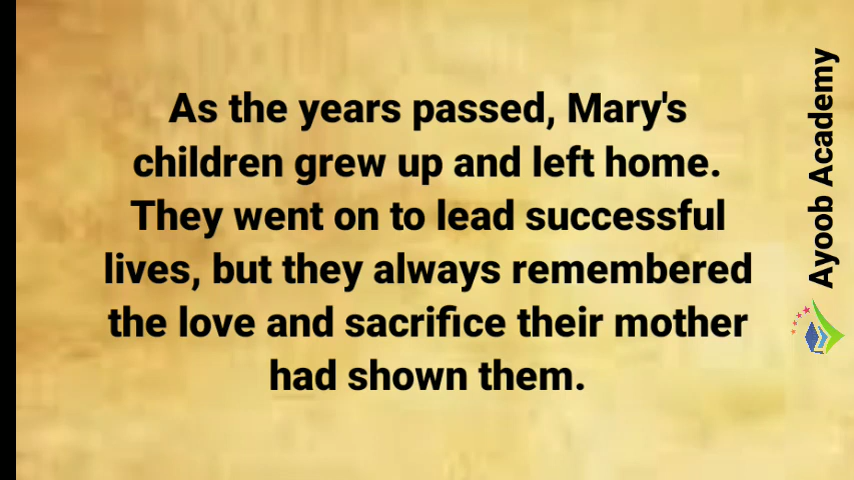 As the years passed, Mary's
children grew up and left home.
They went on to lead successful
lives, but they always remembered
the love and sacrifice their mother
had shown them.
Ayoob Academy